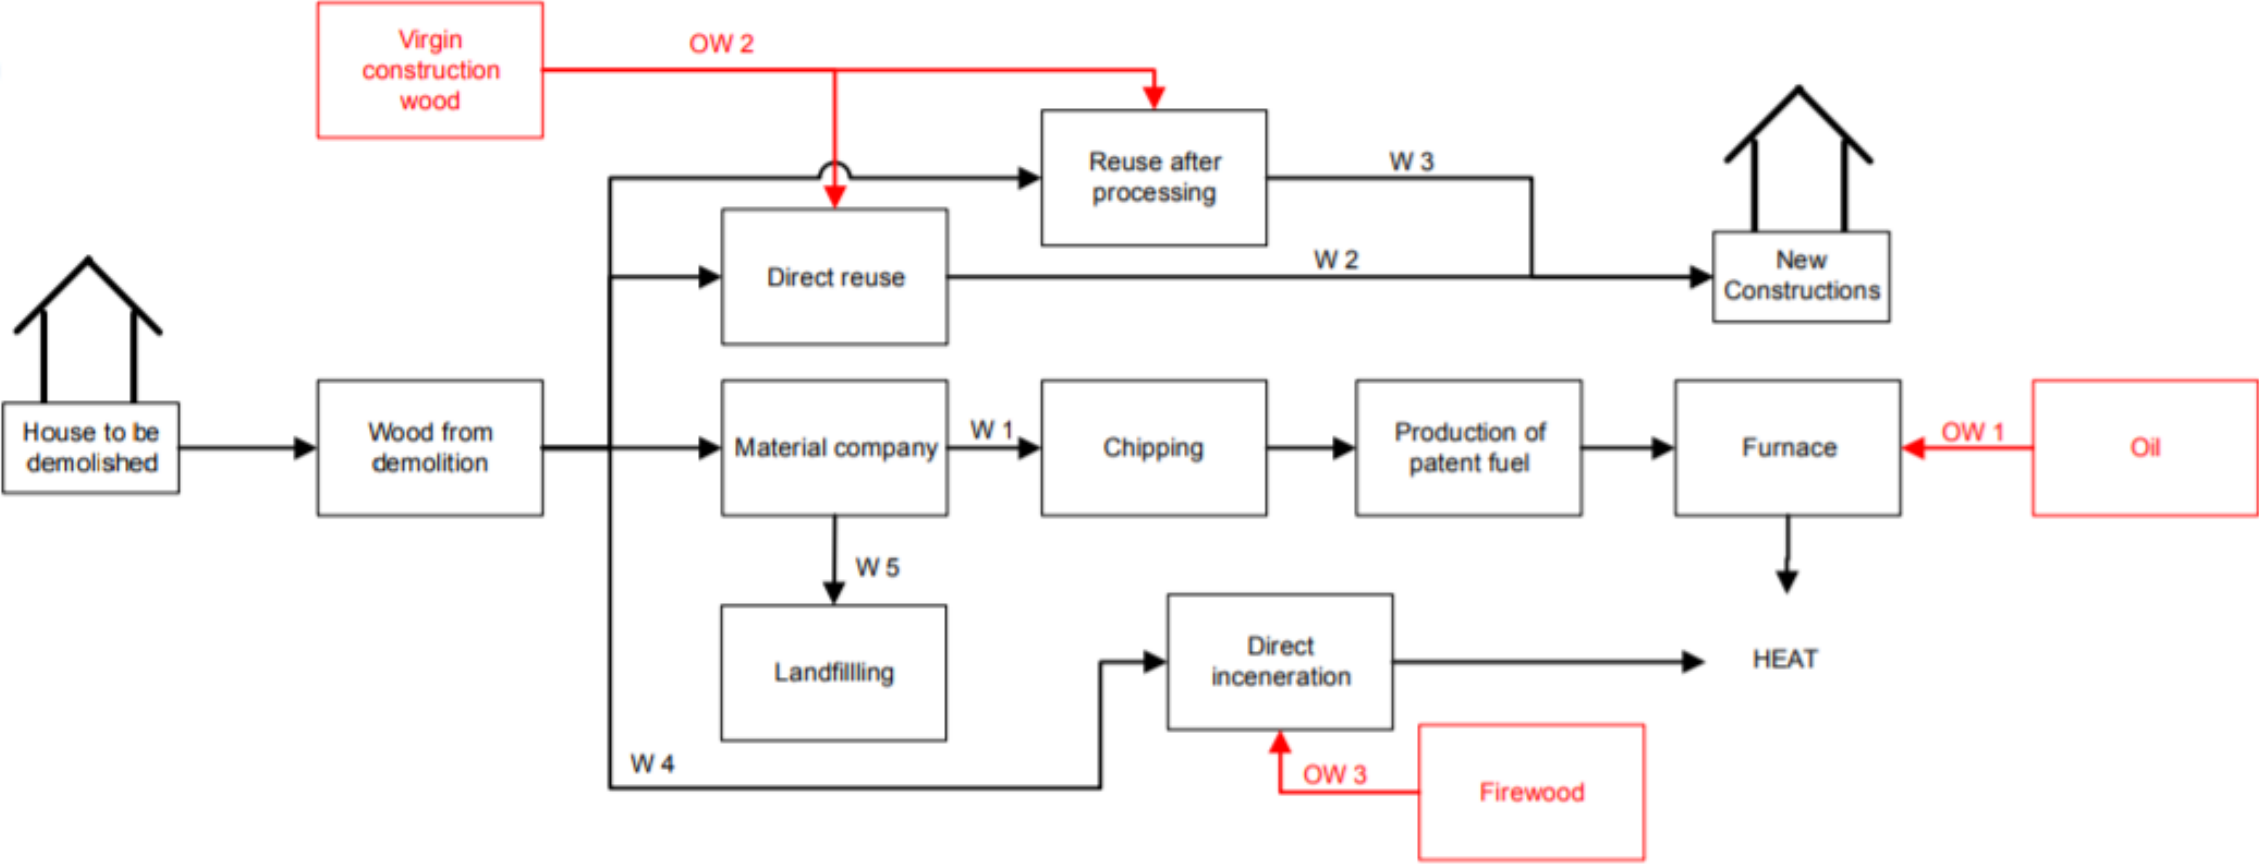 Virgin
construction
wood
OW 2
Reuse after
processing
W 3
Direct reuse
W 2
New
Constructions
House to be
demolished
Wood from
demolition
Material company
W 1
Chipping
Production of
patent fuel
Furnace
OW 1
Oil
W 5
Landfillling
Direct
inceneration
HEAT
W 4
OW 3
Firewood